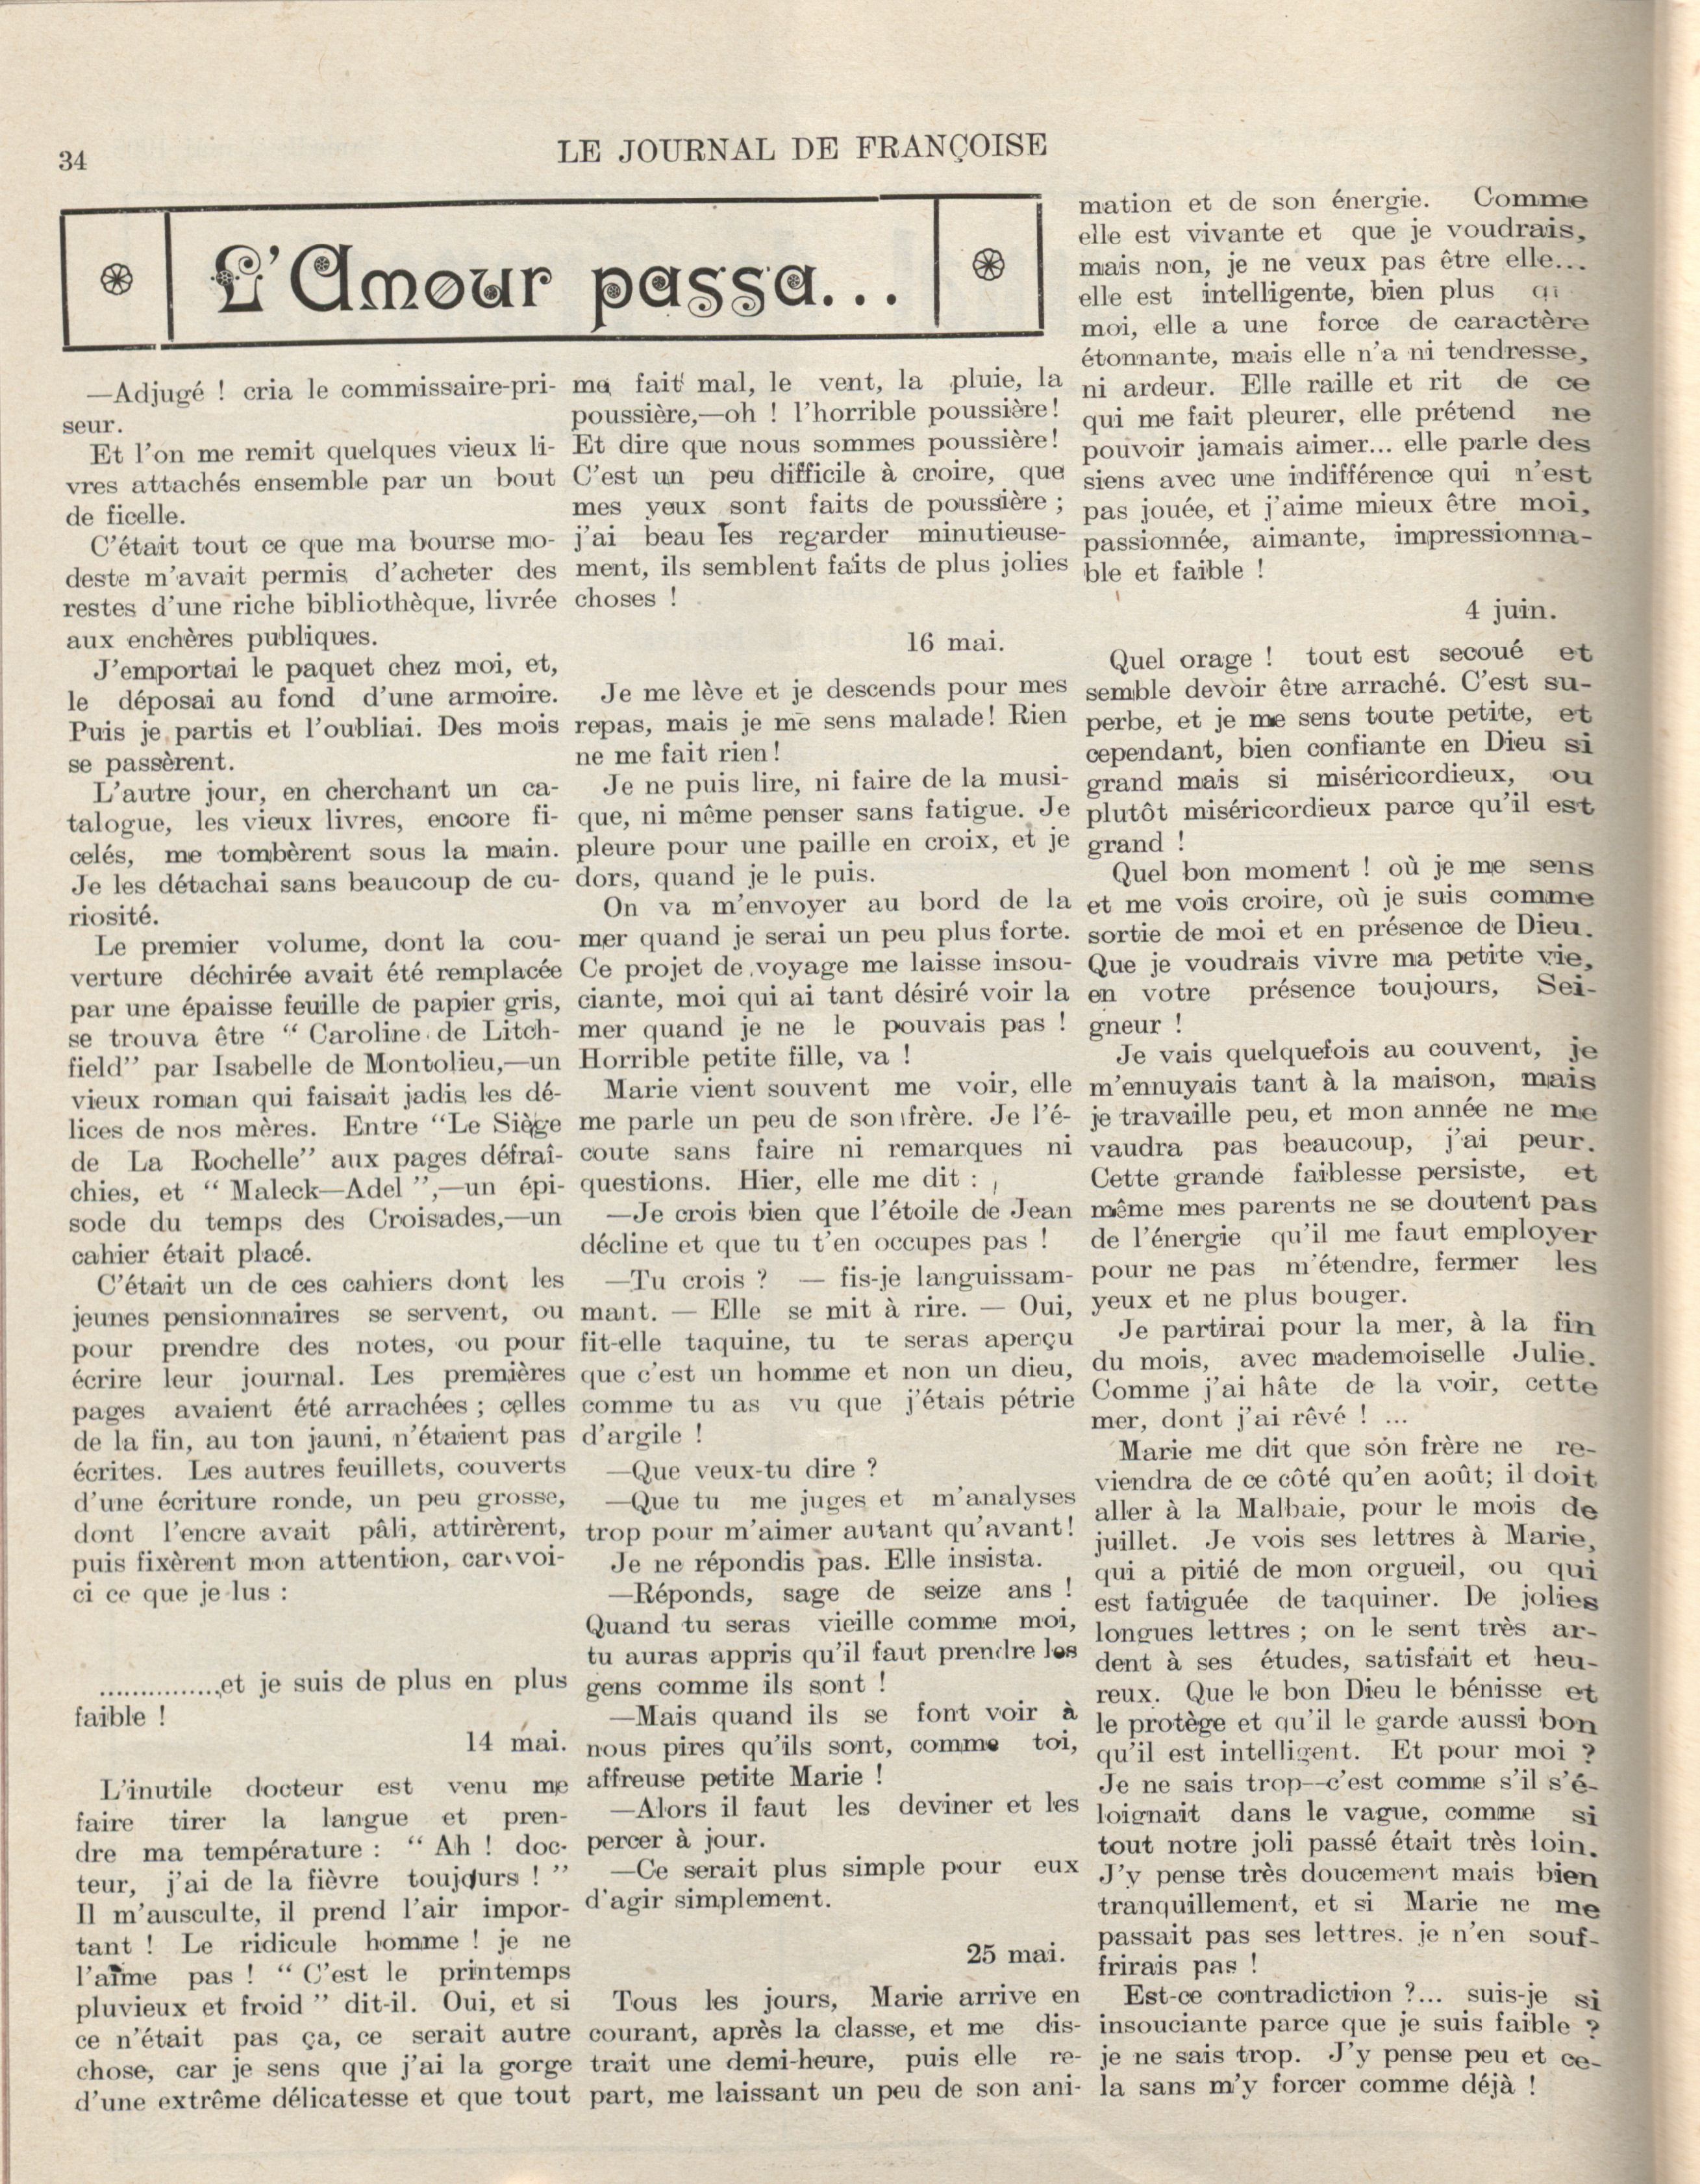 34
LE JOURNAL DE FRANÇOISE
L'Amour passa...
—Adjugé ! cria le commissaire-pri-
seur.
Et l'on me remit quelques vieux li-
vres attachés ensemble par un bout
de ficelle.
C'était tout ce que ma bourse mo-
deste m'avait permis d'acheter des
restes d'une riche bibliothèque, livrée
aux enchères publiques.
J'emportai le paquet chez moi, et,
le déposai au fond d'une armoire.
Puis je partis et l'oubliai. Des mois
se passèrent.
L'autre jour, en cherchant un ca-
talogue, les vieux livres, encore fi-
celés, me tombèrent sous la main.
Je les détachai sans beaucoup de cu-
riosité.
Le premier volume, dont la cou-
verture déchirée avait été remplacée
par une épaisse feuille de papier gris,
se trouva être “ Caroline de Litch-
field” par Isabelle de Montolieu,—un
vieux roman qui faisait jadis les dé-
lices de nos mères. Entre “Le Siège
de La Rochelle” aux pages défraî-
chies, et “ Maleck—Adel ”,—un épi-
sode du temps des Croisades,—un
cahier était placé.
C'était un de ces cahiers dont les
jeunes pensionnaires se servent, ou
pour prendre des notes, ou pour
écrire leur journal. Les premières
pages avaient été arrachées ; celles
de la fin, au ton jauni, n'étaient pas
écrites. Les autres feuillets, couverts
d'une écriture ronde, un peu grosse,
dont l'encre avait pâli, attirèrent,
puis fixèrent mon attention, car voi-
ci ce que je lus :
..............et je suis de plus en plus
faible !
14 mai.
L'inutile docteur est venu me
faire tirer la langue et pren-
dre ma température : “ Ah ! doc-
teur, j'ai de la fièvre toujours ! ”
Il m'ausculte, il prend l'air impor-
tant ! Le ridicule homme ! je ne
l'aime pas ! “ C'est le printemps
pluvieux et froid ” dit-il. Oui, et si
ce n'était pas ça, ce serait autre
chose, car je sens que j'ai la gorge
d'une extrême délicatesse et que tout
me fait mal, le vent, la pluie, la
poussière,—oh ! l'horrible poussière!
Et dire que nous sommes poussière!
C'est un peu difficile à croire, que
mes yeux sont faits de poussière ;
j'ai beau les regarder minutieuse-
ment, ils semblent faits de plus jolies
choses !
16 mai.
Je me lève et je descends pour mes
repas, mais je me sens malade! Rien
ne me fait rien!
Je ne puis lire, ni faire de la musi-
que, ni même penser sans fatigue. Je
pleure pour une paille en croix, et je
dors, quand je le puis.
On va m'envoyer au bord de la
mer quand je serai un peu plus forte.
Ce projet de voyage me laisse insou-
ciante, moi qui ai tant désiré voir la
mer quand je ne le pouvais pas !
Horrible petite fille, va !
Marie vient souvent me voir, elle
me parle un peu de son frère. Je l'é-
coute sans faire ni remarques ni
questions. Hier, elle me dit :
—Je crois bien que l'étoile de Jean
décline et que tu t'en occupes pas !
—Tu crois ? — fis-je languissam-
mant. — Elle se mit à rire. — Oui,
fit-elle taquine, tu te seras aperçu
que c'est un homme et non un dieu,
comme tu as vu que j'étais pétrie
d'argile !
—Que veux-tu dire ?
—Que tu me juges et m'analyses
trop pour m'aimer autant qu'avant!
Je ne répondis pas. Elle insista.
—Réponds, sage de seize ans !
Quand tu seras vieille comme moi,
tu auras appris qu'il faut prendre les
gens comme ils sont !
—Mais quand ils se font voir à
nous pires qu'ils sont, comme toi,
affreuse petite Marie !
—Alors il faut les deviner et les
percer à jour.
—Ce serait plus simple pour eux
d'agir simplement.
25 mai.
Tous les jours, Marie arrive en
courant, après la classe, et me dis-
trait une demi-heure, puis elle re-
part, me laissant un peu de son ani-
mation et de son énergie. Comme
elle est vivante et que je voudrais,
mais non, je ne veux pas être elle...
elle est intelligente, bien plus
moi, elle a une force de caractère
étonnante, mais elle n'a ni tendresse,
ni ardeur. Elle raille et rit de ce
qui me fait pleurer, elle prétend ne
pouvoir jamais aimer... elle parle des
siens avec une indifférence qui n'est
pas jouée, et j'aime mieux être moi,
passionnée, aimante, impressionna-
ble et faible !
4 juin.
Quel orage ! tout est secoué et
semble devoir être arraché. C'est su-
perbe, et je me sens toute petite, et
cependant, bien confiante en Dieu si
grand mais si miséricordieux, ou
plutôt miséricordieux parce qu'il est
grand !
Quel bon moment ! où je me sens
et me vois croire, où je suis comme
sortie de moi et en présence de Dieu.
Que je voudrais vivre ma petite vie,
en votre présence toujours, Sei-
gneur !
Je vais quelquefois au couvent, je
m'ennuyais tant à la maison, mais
je travaille peu, et mon année ne me
vaudra pas beaucoup, j'ai peur.
Cette grande faiblesse persiste, et
même mes parents ne se doutent pas
de l'énergie qu'il me faut employer
pour ne pas m'étendre, fermer les
yeux et ne plus bouger.
Je partirai pour la mer, à la fin
du mois, avec mademoiselle Julie.
Comme j'ai hâte de la voir, cette
mer, dont j'ai rêvé ! ...
Marie me dit que son frère ne re-
viendra de ce côté qu'en août; il doit
aller à la Malbaie, pour le mois de
juillet. Je vois ses lettres à Marie,
qui a pitié de mon orgueil, ou qui
est fatiguée de taquiner. De jolies
longues lettres ; on le sent très ar-
dent à ses études, satisfait et heu-
reux. Que le bon Dieu le bénisse et
le protège et qu'il le garde aussi bon
qu'il est intelligent. Et pour moi ?
Je ne sais trop--c'est comme s'il s'é-
loignait dans le vague, comme si
tout notre joli passé était très loin.
J'y pense très doucement mais bien
tranquillement, et si Marie ne me
passait pas ses lettres. je n'en souf-
frirais pas !
Est-ce contradiction ?... suis-je si
insouciante parce que je suis faible ?
je ne sais trop. J'y pense peu et ce-
la sans m'y forcer comme déjà !